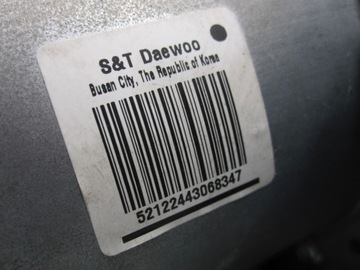 S&T Daewoo
Busan City, The Republic of Korea
52122443068347